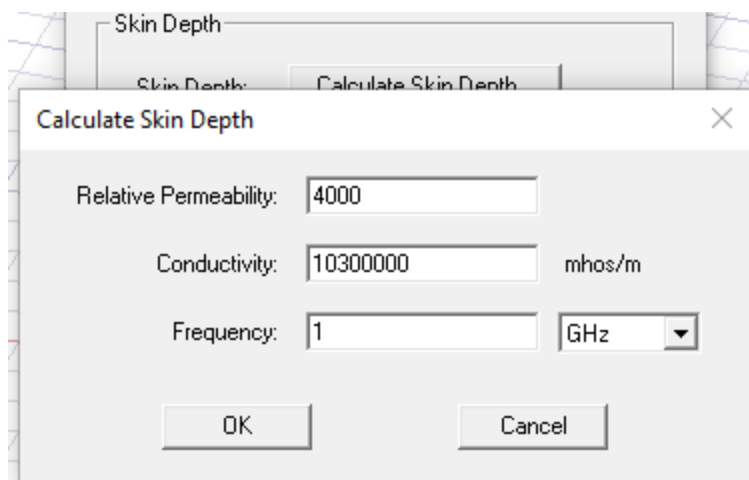 Skin Depth
Skin Depth: Calculate Skin Depth
Calculate Skin Depth
Relative Permeability: 4000
Conductivity: 10300000 mhos/m
Frequency: 1 GHz
OK Cancel